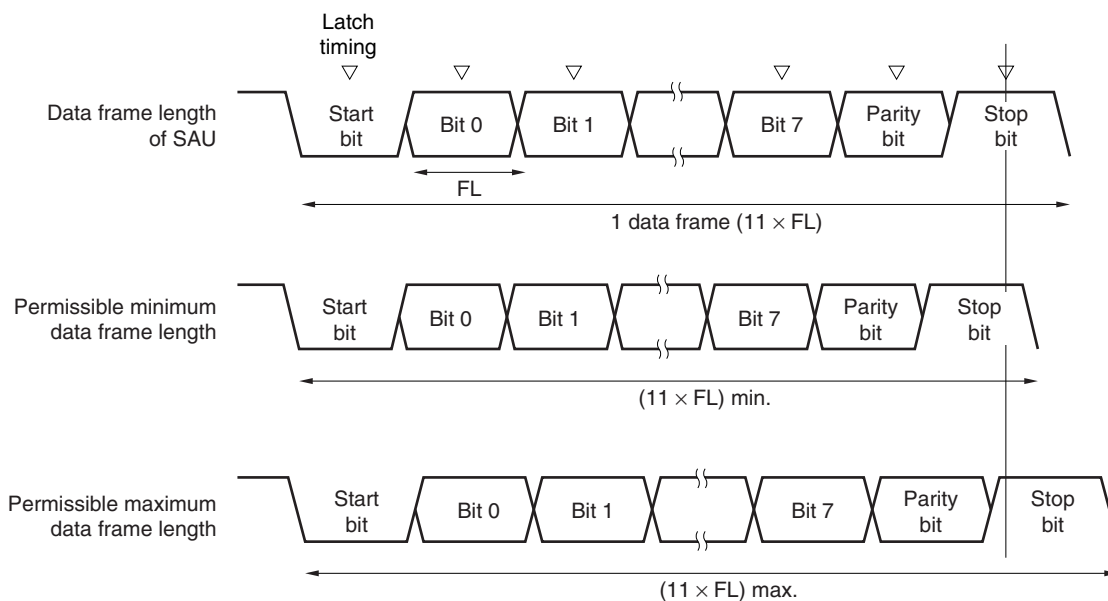 Latch
timing
Data frame length
of SAU
Start
bit
Bit 0
Bit 1
Bit 7
Parity
bit
Stop
bit
FL
1 data frame (11 × FL)
Permissible minimum
data frame length
Start
bit
Bit 0
Bit 1
Bit 7
Parity
bit
Stop
bit
(11 × FL) min.
Permissible maximum
data frame length
Start
bit
Bit 0
Bit 1
Bit 7
Parity
bit
Stop
bit
(11 × FL) max.